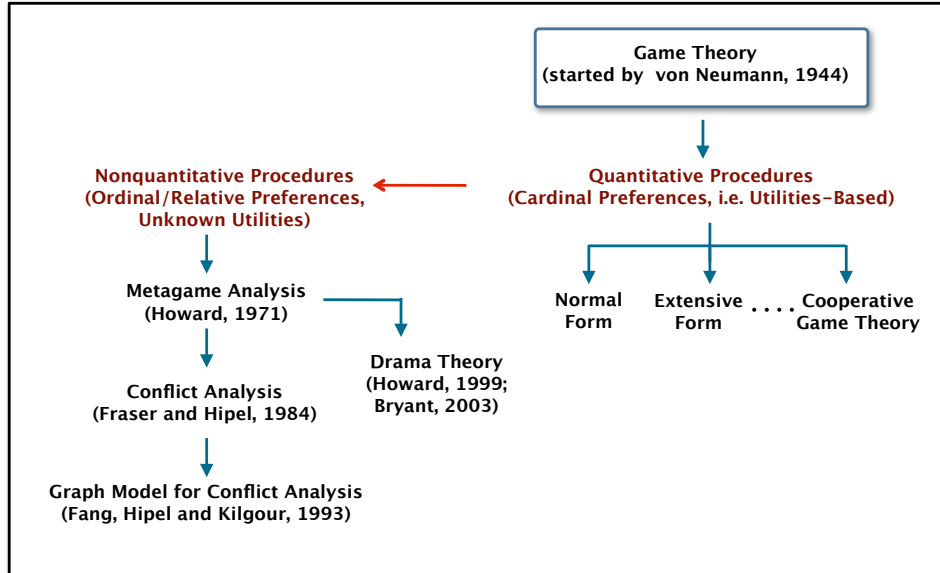 Game Theory
(started by von Neumann, 1944)
Nonquantitative Procedures
(Ordinal/Relative Preferences,
Unknown Utilities)
Quantitative Procedures
(Cardinal Preferences, i.e. Utilities-Based)
Metagame Analysis
(Howard, 1971)
Normal
Form
Extensive
Form
. . . .
Cooperative
Game Theory
Drama Theory
(Howard, 1999;
Bryant, 2003)
Conflict Analysis
(Fraser and Hipel, 1984)
Graph Model for Conflict Analysis
(Fang, Hipel and Kilgour, 1993)